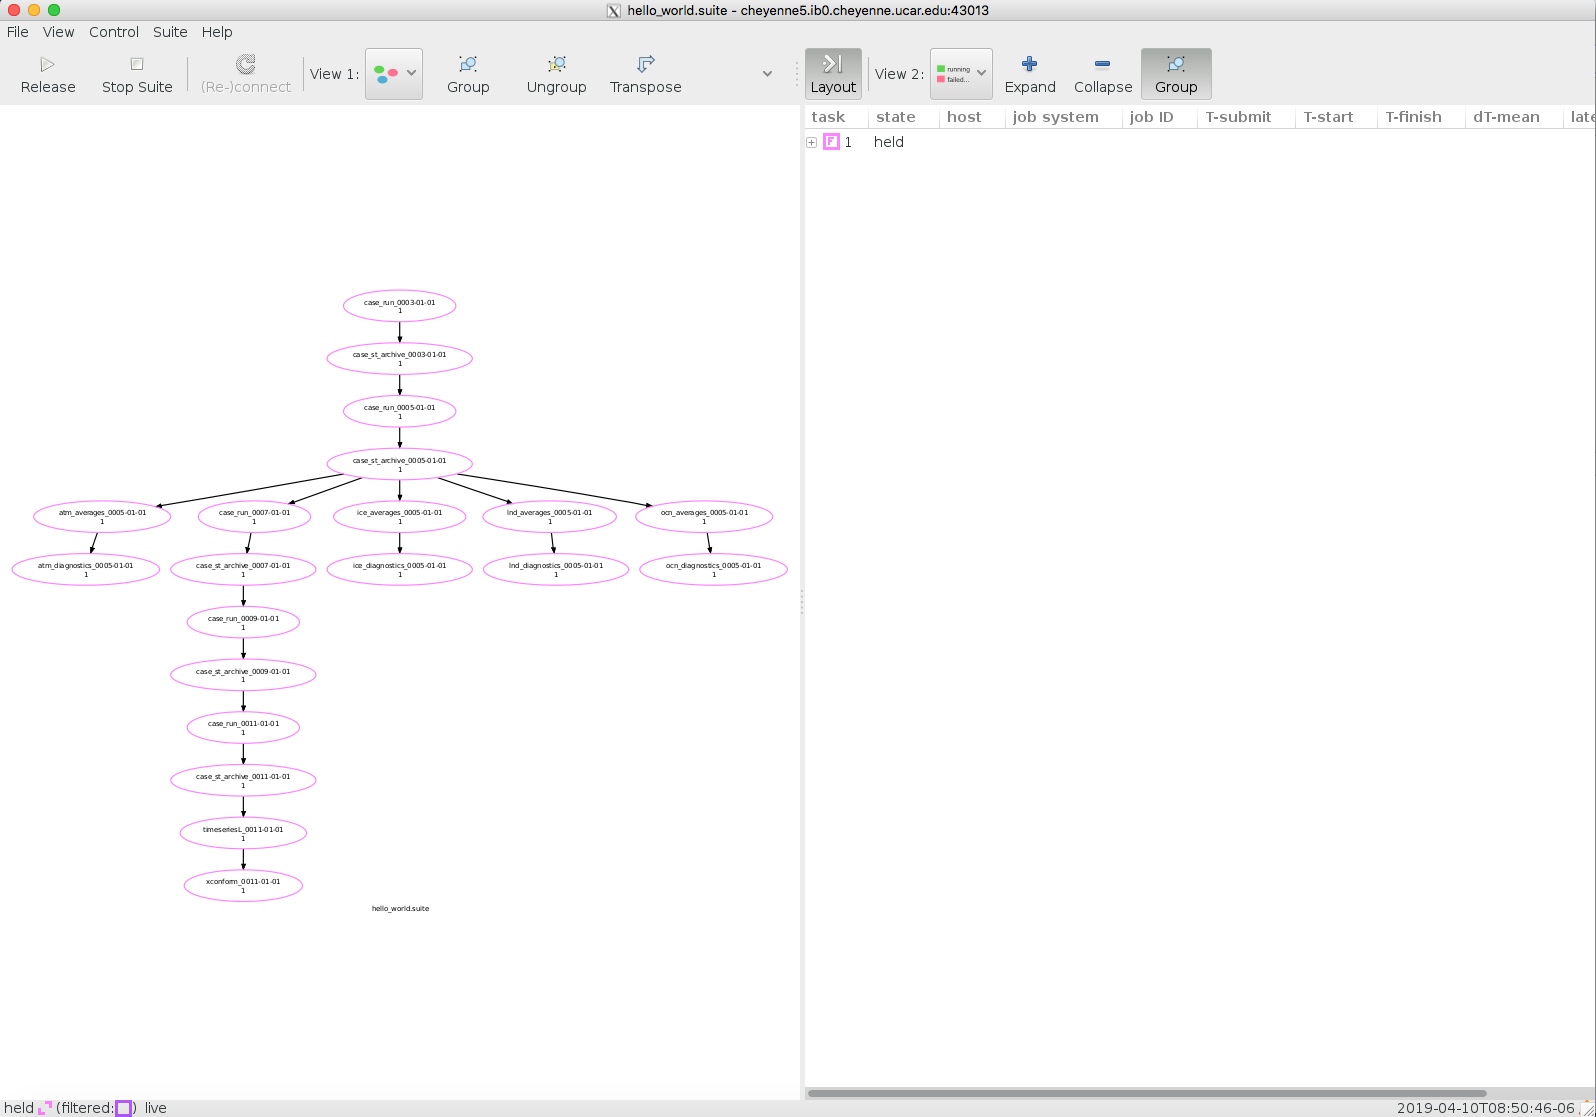 hello_world.suite - cheyenne5.ib0.cheyenne.ucar.edu:43013
File View Control Suite Help
Release Stop Suite (Re-)connect View 1: Group Ungroup Transpose Layout View 2: running failed... Expand Collapse Group
task state host job system job ID T-submit T-start T-finish dT-mean late
F 1 held
case_run_0003-01-01
1
case_st_archive_0003-01-01
1
case_run_0005-01-01
1
case_st_archive_0005-01-01
1
atm_averages_0005-01-01 case_run_0007-01-01 ice_averages_0005-01-01 lnd_averages_0005-01-01 ocn_averages_0005-01-01
1 1 1 1 1
atm_diagnostics_0005-01-01 case_st_archive_0007-01-01 ice_diagnostics_0005-01-01 lnd_diagnostics_0005-01-01 ocn_diagnostics_0005-01-01
1 1 1 1 1
case_run_0009-01-01
1
case_st_archive_0009-01-01
1
case_run_0011-01-01
1
case_st_archive_0011-01-01
1
timeseriesL_0011-01-01
1
xconform_0011-01-01
1
hello_world.suite
held (filtered: ) live 2019-04-10T08:50:46-06